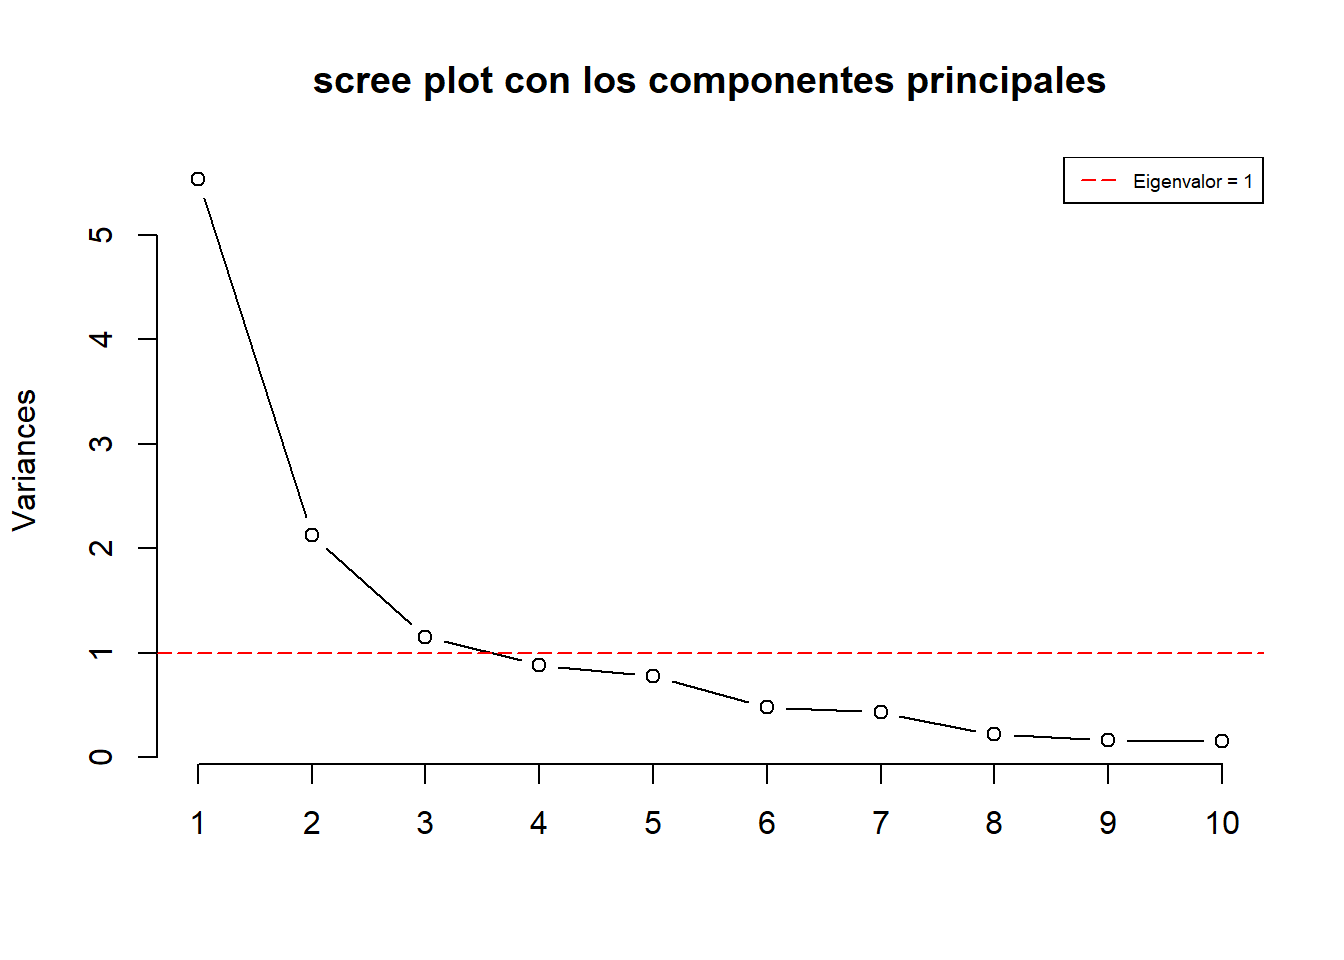 scree plot con los componentes principales
Eigenvalor = 1
Variances
5
4
3
2
1
0
1 2 3 4 5 6 7 8 9 10